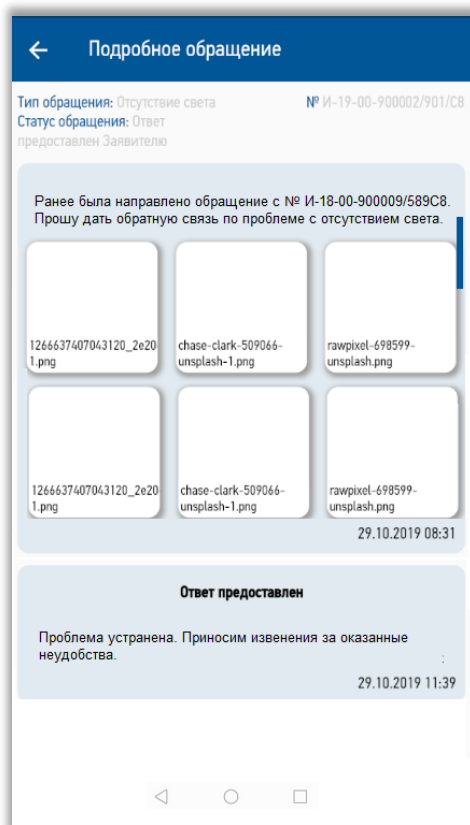 Подробное обращение
Тип обращения: Отсутствие света
№ И-19-00-900002/901/С8
Статус обращения: Ответ
предоставлен Заявителю
Ранее была направлено обращение с № И-18-00-900009/589С8.
Прошу дать обратную связь по проблеме с отсутствием света.
1266637407043120_2e20
1.png
chase-clark-509066-
unsplash-1.png
rawpixel-698599-
unsplash.png
1266637407043120_2e20
1.png
chase-clark-509066-
unsplash-1.png
rawpixel-698599-
unsplash.png
29.10.2019 08:31
Ответ предоставлен
Проблема устранена. Приносим извенения за оказанные
неудобства.
29.10.2019 11:39